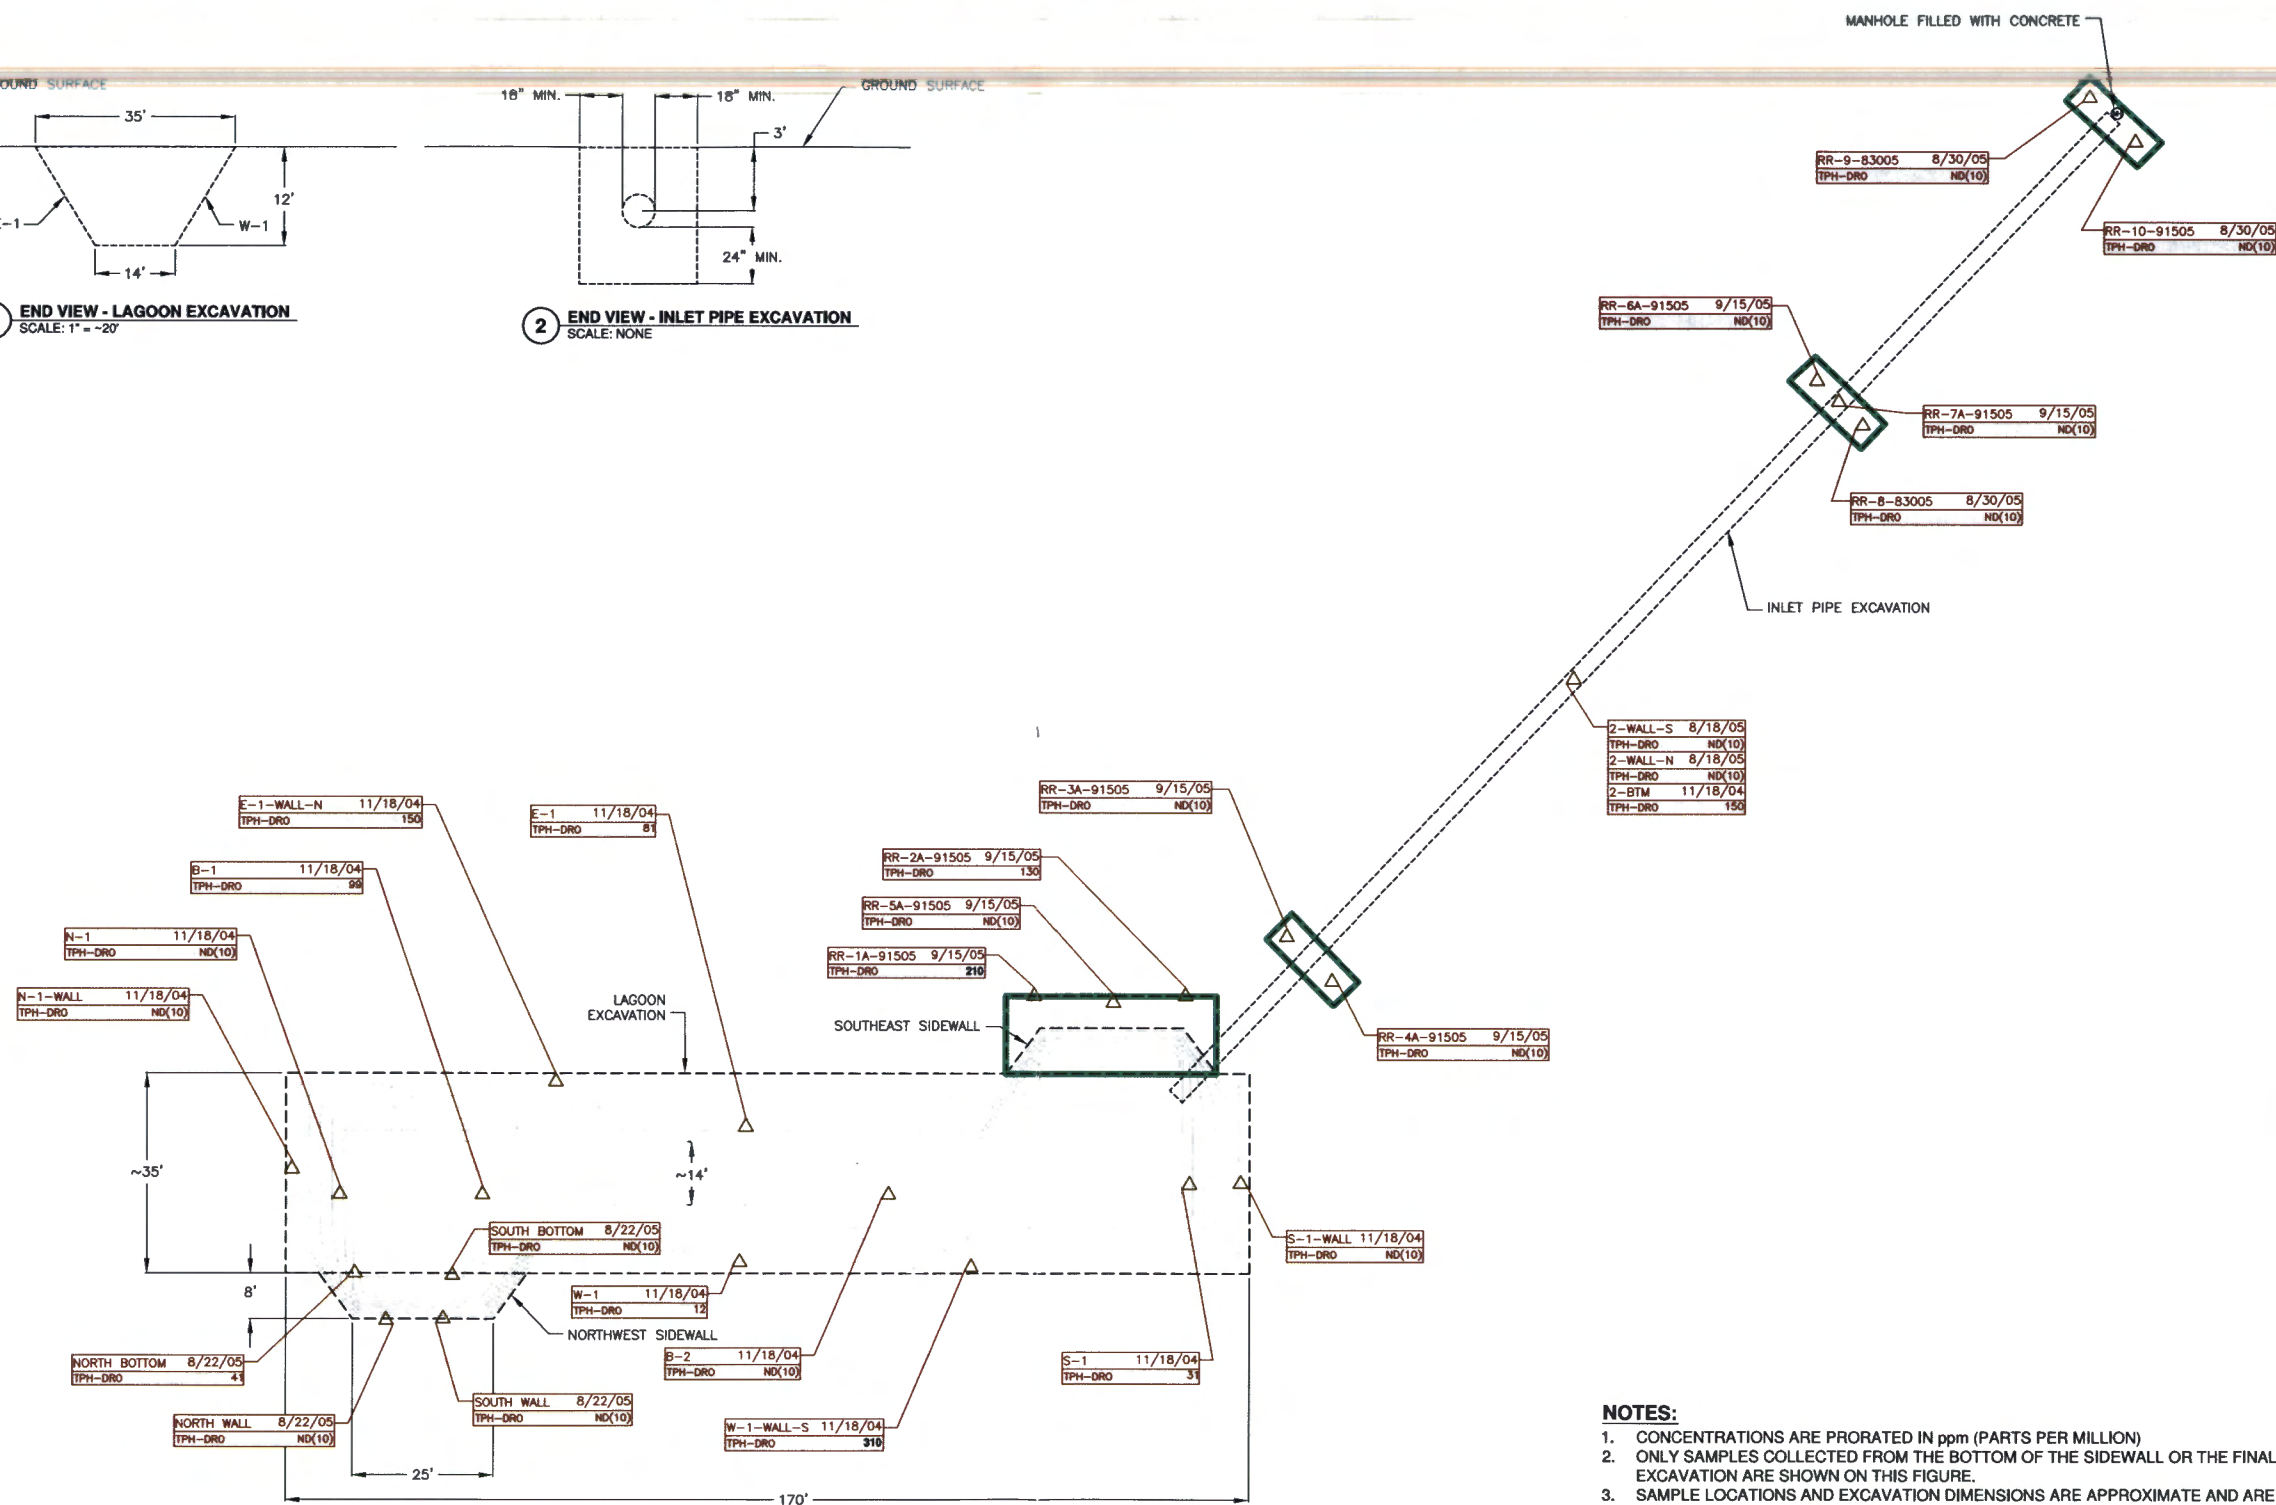 MANHOLE FILLED WITH CONCRETE
OUND SURFACE
35'
12'
E-1
W-1
14'
END VIEW - LAGOON EXCAVATION
SCALE: 1" = ~20'
18" MIN.
18" MIN.
GROUND SURFACE
3'
24" MIN.
2
END VIEW - INLET PIPE EXCAVATION
SCALE: NONE
RR-9-83005 8/30/05
TPH-DRO ND(10)
RR-10-91505 8/30/05
TPH-DRO ND(10)
RR-6A-91505 9/15/05
TPH-DRO ND(10)
RR-7A-91505 9/15/05
TPH-DRO ND(10)
RR-8-83005 8/30/05
TPH-DRO ND(10)
INLET PIPE EXCAVATION
2-WALL-S 8/18/05
TPH-DRO ND(10)
2-WALL-N 8/18/05
TPH-DRO ND(10)
2-BTM 11/18/04
TPH-DRO 150
E-1-WALL-N 11/18/04
TPH-DRO 150
E-1 11/18/04
TPH-DRO 81
RR-3A-91505 9/15/05
TPH-DRO ND(10)
B-1 11/18/04
TPH-DRO 99
RR-2A-91505 9/15/05
TPH-DRO 130
RR-5A-91505 9/15/05
TPH-DRO ND(10)
N-1 11/18/04
TPH-DRO ND(10)
RR-1A-91505 9/15/05
TPH-DRO 210
N-1-WALL 11/18/04
TPH-DRO ND(10)
LAGOON
EXCAVATION
SOUTHEAST SIDEWALL
RR-4A-91505 9/15/05
TPH-DRO ND(10)
~35'
~14'
SOUTH BOTTOM 8/22/05
TPH-DRO ND(10)
S-1-WALL 11/18/04
TPH-DRO ND(10)
8'
W-1 11/18/04
TPH-DRO 12
NORTHWEST SIDEWALL
NORTH BOTTOM 8/22/05
TPH-DRO 41
B-2 11/18/04
TPH-DRO ND(10)
S-1 11/18/04
TPH-DRO 31
SOUTH WALL 8/22/05
TPH-DRO ND(10)
NORTH WALL 8/22/05
TPH-DRO ND(10)
W-1-WALL-S 11/18/04
TPH-DRO 310
25'
170'
NOTES:
1. CONCENTRATIONS ARE PRORATED IN ppm (PARTS PER MILLION)
2. ONLY SAMPLES COLLECTED FROM THE BOTTOM OF THE SIDEWALL OR THE FINAL
EXCAVATION ARE SHOWN ON THIS FIGURE.
3. SAMPLE LOCATIONS AND EXCAVATION DIMENSIONS ARE APPROXIMATE AND ARE